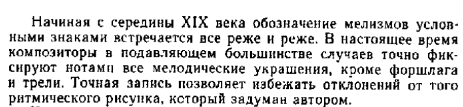 Начиная с середины XIX века обозначение мелизмов услов-
ными знаками встречается все реже и реже. В настоящее время
композиторы в подавляющем большинстве случаев точно фик-
сируют нотами все мелодические украшения, кроме форшлага
и трели. Точная запись позволяет избежать отклонений от того
ритмического рисунка, который задуман автором.